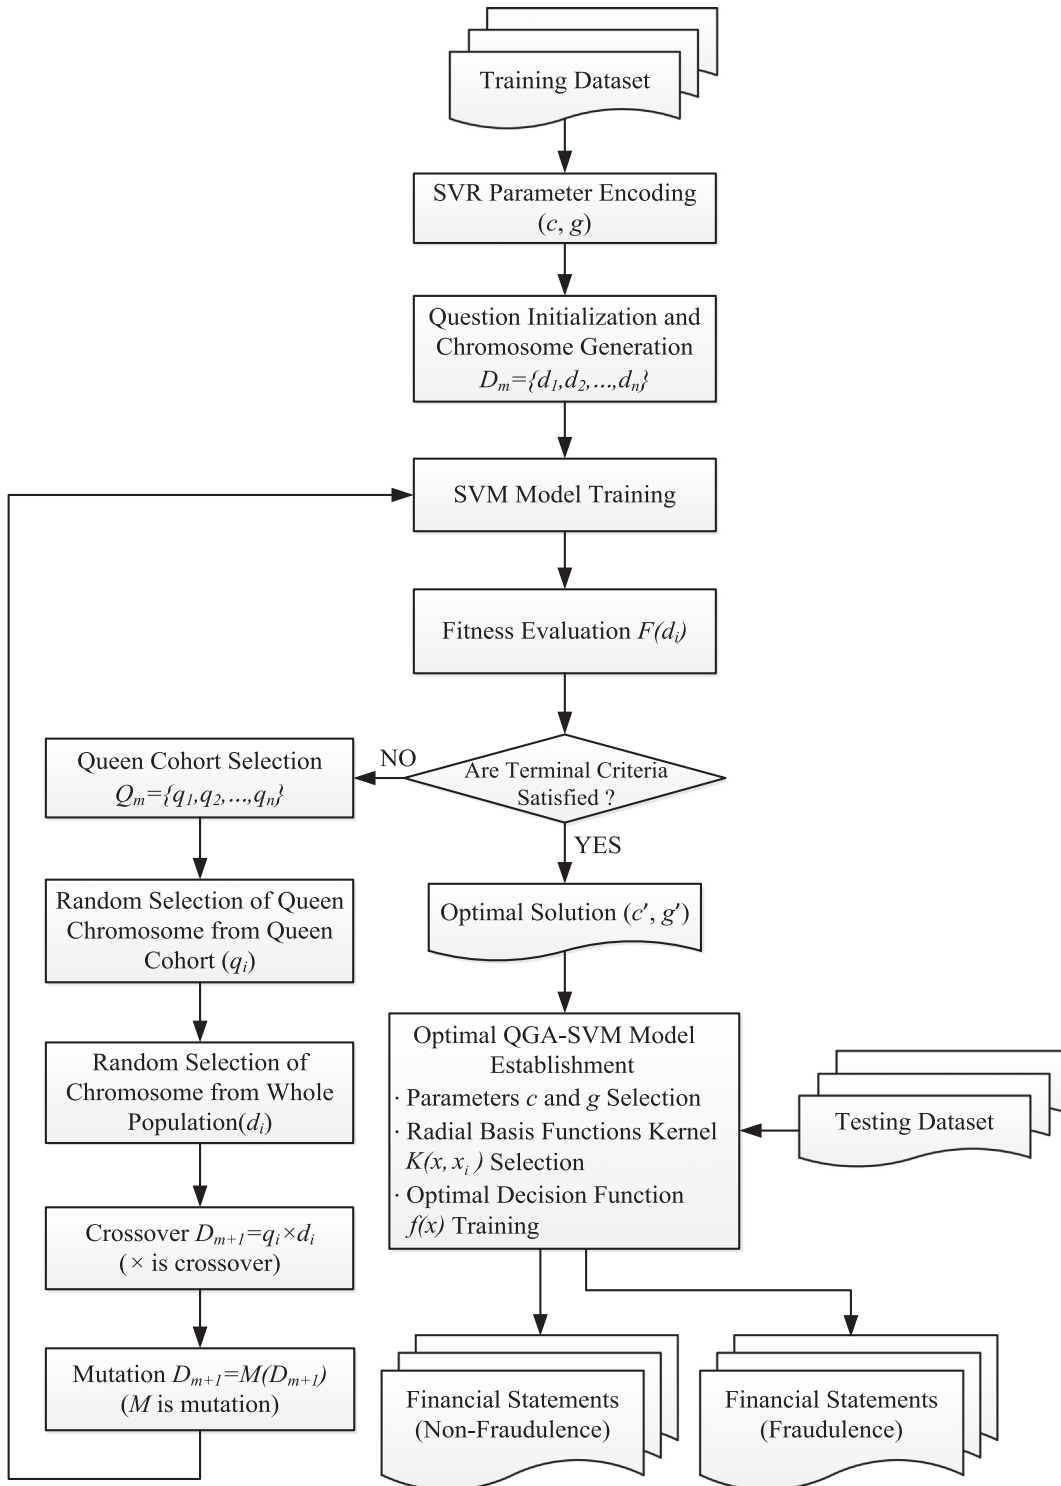 Training Dataset
SVR Parameter Encoding
(c, g)
Question Initialization and
Chromosome Generation
Dm={d1,d2,...,dn}
SVM Model Training
Fitness Evaluation F(di)
Are Terminal Criteria
Satisfied ?
NO
YES
Queen Cohort Selection
Qm={q1,q2,...,qn}
Random Selection of Queen
Chromosome from Queen
Cohort (qi)
Random Selection of
Chromosome from Whole
Population(di)
Crossover Dm+1=qi×di
(× is crossover)
Mutation Dm+1=M(Dm+1)
(M is mutation)
Optimal Solution (c′, g′)
Optimal QGA-SVM Model
Establishment
· Parameters c and g Selection
· Radial Basis Functions Kernel
K(x, xi ) Selection
· Optimal Decision Function
f(x) Training
Testing Dataset
Financial Statements
(Non-Fraudulence)
Financial Statements
(Fraudulence)